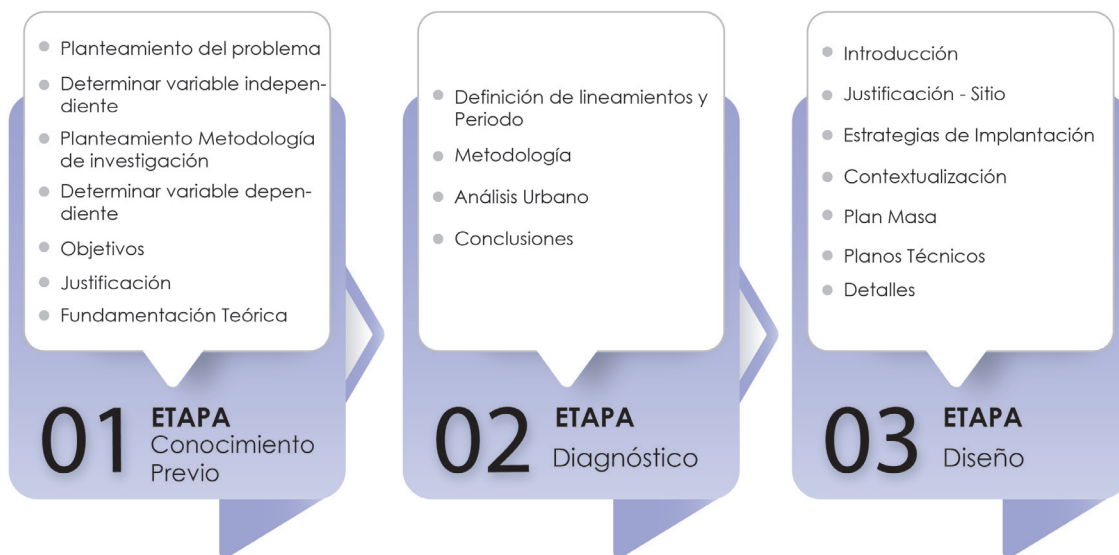 Planteamiento del problema
Determinar variable indepen-
diente
Planteamiento Metodología
de investigación
Determinar variable depen-
diente
Objetivos
Justificación
Fundamentación Teórica
01
ETAPA
Conocimiento
Previo
Definición de lineamientos y
Periodo
Metodología
Análisis Urbano
Conclusiones
02
ETAPA
Diagnóstico
Introducción
Justificación - Sitio
Estrategias de Implantación
Contextualización
Plan Masa
Planos Técnicos
Detalles
03
ETAPA
Diseño